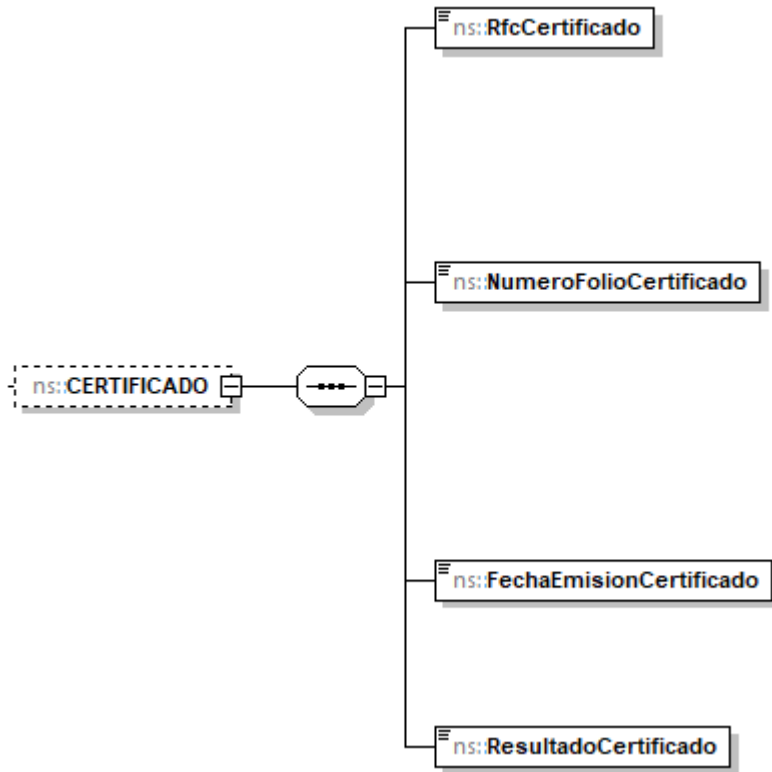 ns::RfcCertificado
ns::NumeroFolioCertificado
ns::CERTIFICADO
ns::FechaEmisionCertificado
ns::ResultadoCertificado